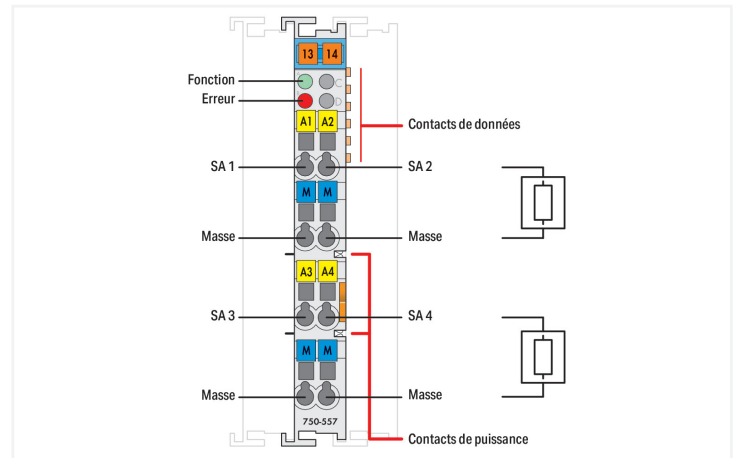 13 14
Fonction
C
Erreur
D
A1 A2
Contacts de données
SA 1
SA 2
M M
Masse
Masse
A3 A4
SA 3
SA 4
M M
Masse
Masse
750-557
Contacts de puissance